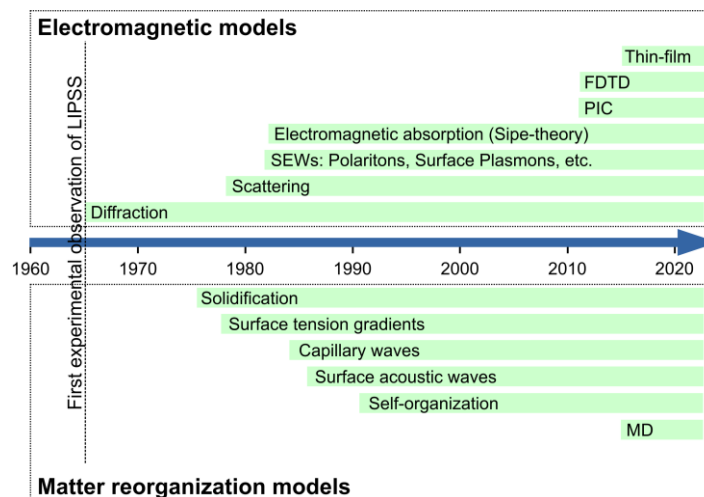 Electromagnetic models
Thin-film
FDTD
PIC
Electromagnetic absorption (Sipe-theory)
SEWs: Polaritons, Surface Plasmons, etc.
Scattering
Diffraction
First experimental observation of LIPSS
1960 1970 1980 1990 2000 2010 2020
Solidification
Surface tension gradients
Capillary waves
Surface acoustic waves
Self-organization
MD
Matter reorganization models